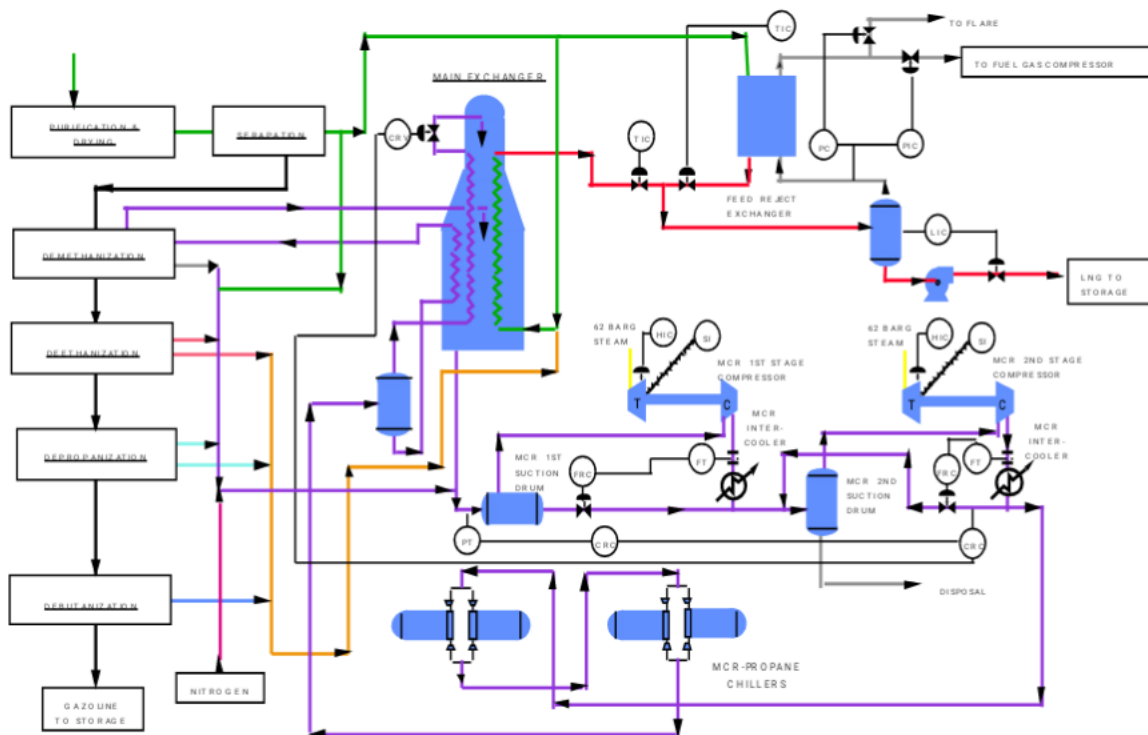 TO FLARE
TIC
TO FUEL GAS COMPRESSOR
MAIN EXCHANGER
PURIFICATION &
DRYING
SEPARATION
CRV
TIC
PC
PIC
FEED REJECT
EXCHANGER
LIC
DEMETHANIZATION
LNG TO
STORAGE
62 BARG
STEAM
HIC
SI
MCR 1ST STAGE
COMPRESSOR
62 BARG
STEAM
HIC
SI
MCR 2ND STAGE
COMPRESSOR
DEETHANIZATION
T
C
T
C
MCR
INTER-
COOLER
MCR
INTER-
COOLER
DEPROPANIZATION
MCR 1ST
SUCTION
DRUM
FRC
FT
MCR 2ND
SUCTION
DRUM
FRC
FT
PT
CRC
CRC
DISPOSAL
DEBUTANIZATION
MCR-PROPANE
CHILLERS
NITROGEN
GAZOLINE
TO STORAGE